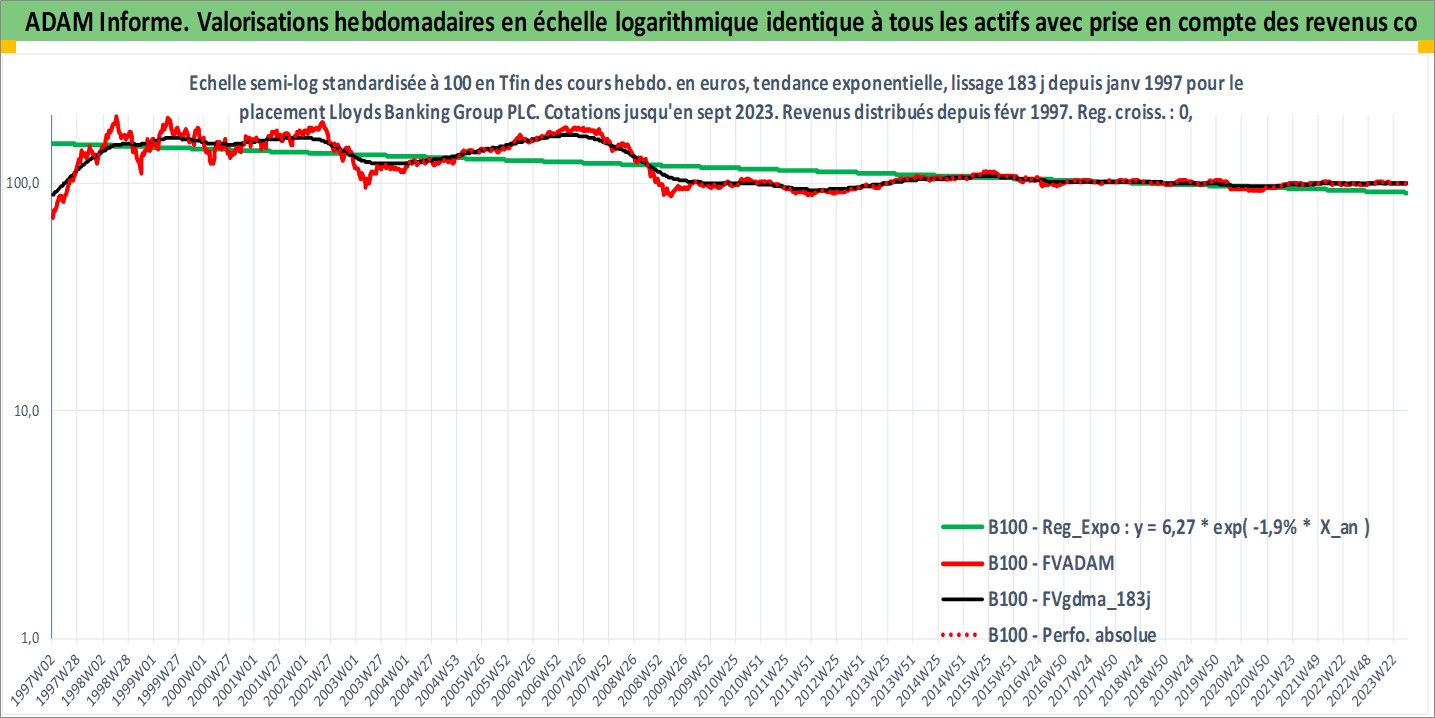 ADAM Informe. Valorisations hebdomadaires en échelle logarithmique identique à tous les actifs avec prise en compte des revenus co
Echelle semi-log standardisée à 100 en Tfin des cours hebdo. en euros, tendance exponentielle, lissage 183 j depuis janv 1997 pour le
placement Lloyds Banking Group PLC. Cotations jusqu'en sept 2023. Revenus distribués depuis févr 1997. Reg. croiss. : 0,
100,0
10,0
1,0
B100 - Reg_Expo : y = 6,27 * exp( -1,9% * X_an )
B100 - FVADAM
B100 - FVgdma_183j
B100 - Perfo. absolue
1997W02
1997W28
1998W02
1998W28
1999W01
1999W27
2000W01
2000W27
2001W01
2001W27
2002W01
2002W27
2003W01
2003W27
2004W01
2004W27
2004W53
2005W26
2005W52
2006W26
2006W52
2007W26
2007W52
2008W26
2008W52
2009W26
2009W52
2010W25
2010W51
2011W25
2011W51
2012W25
2012W51
2013W25
2013W51
2014W25
2014W51
2015W25
2015W51
2016W24
2016W50
2017W24
2017W50
2018W24
2018W50
2019W24
2019W50
2020W24
2020W50
2021W23
2021W49
2022W22
2022W48
2023W22